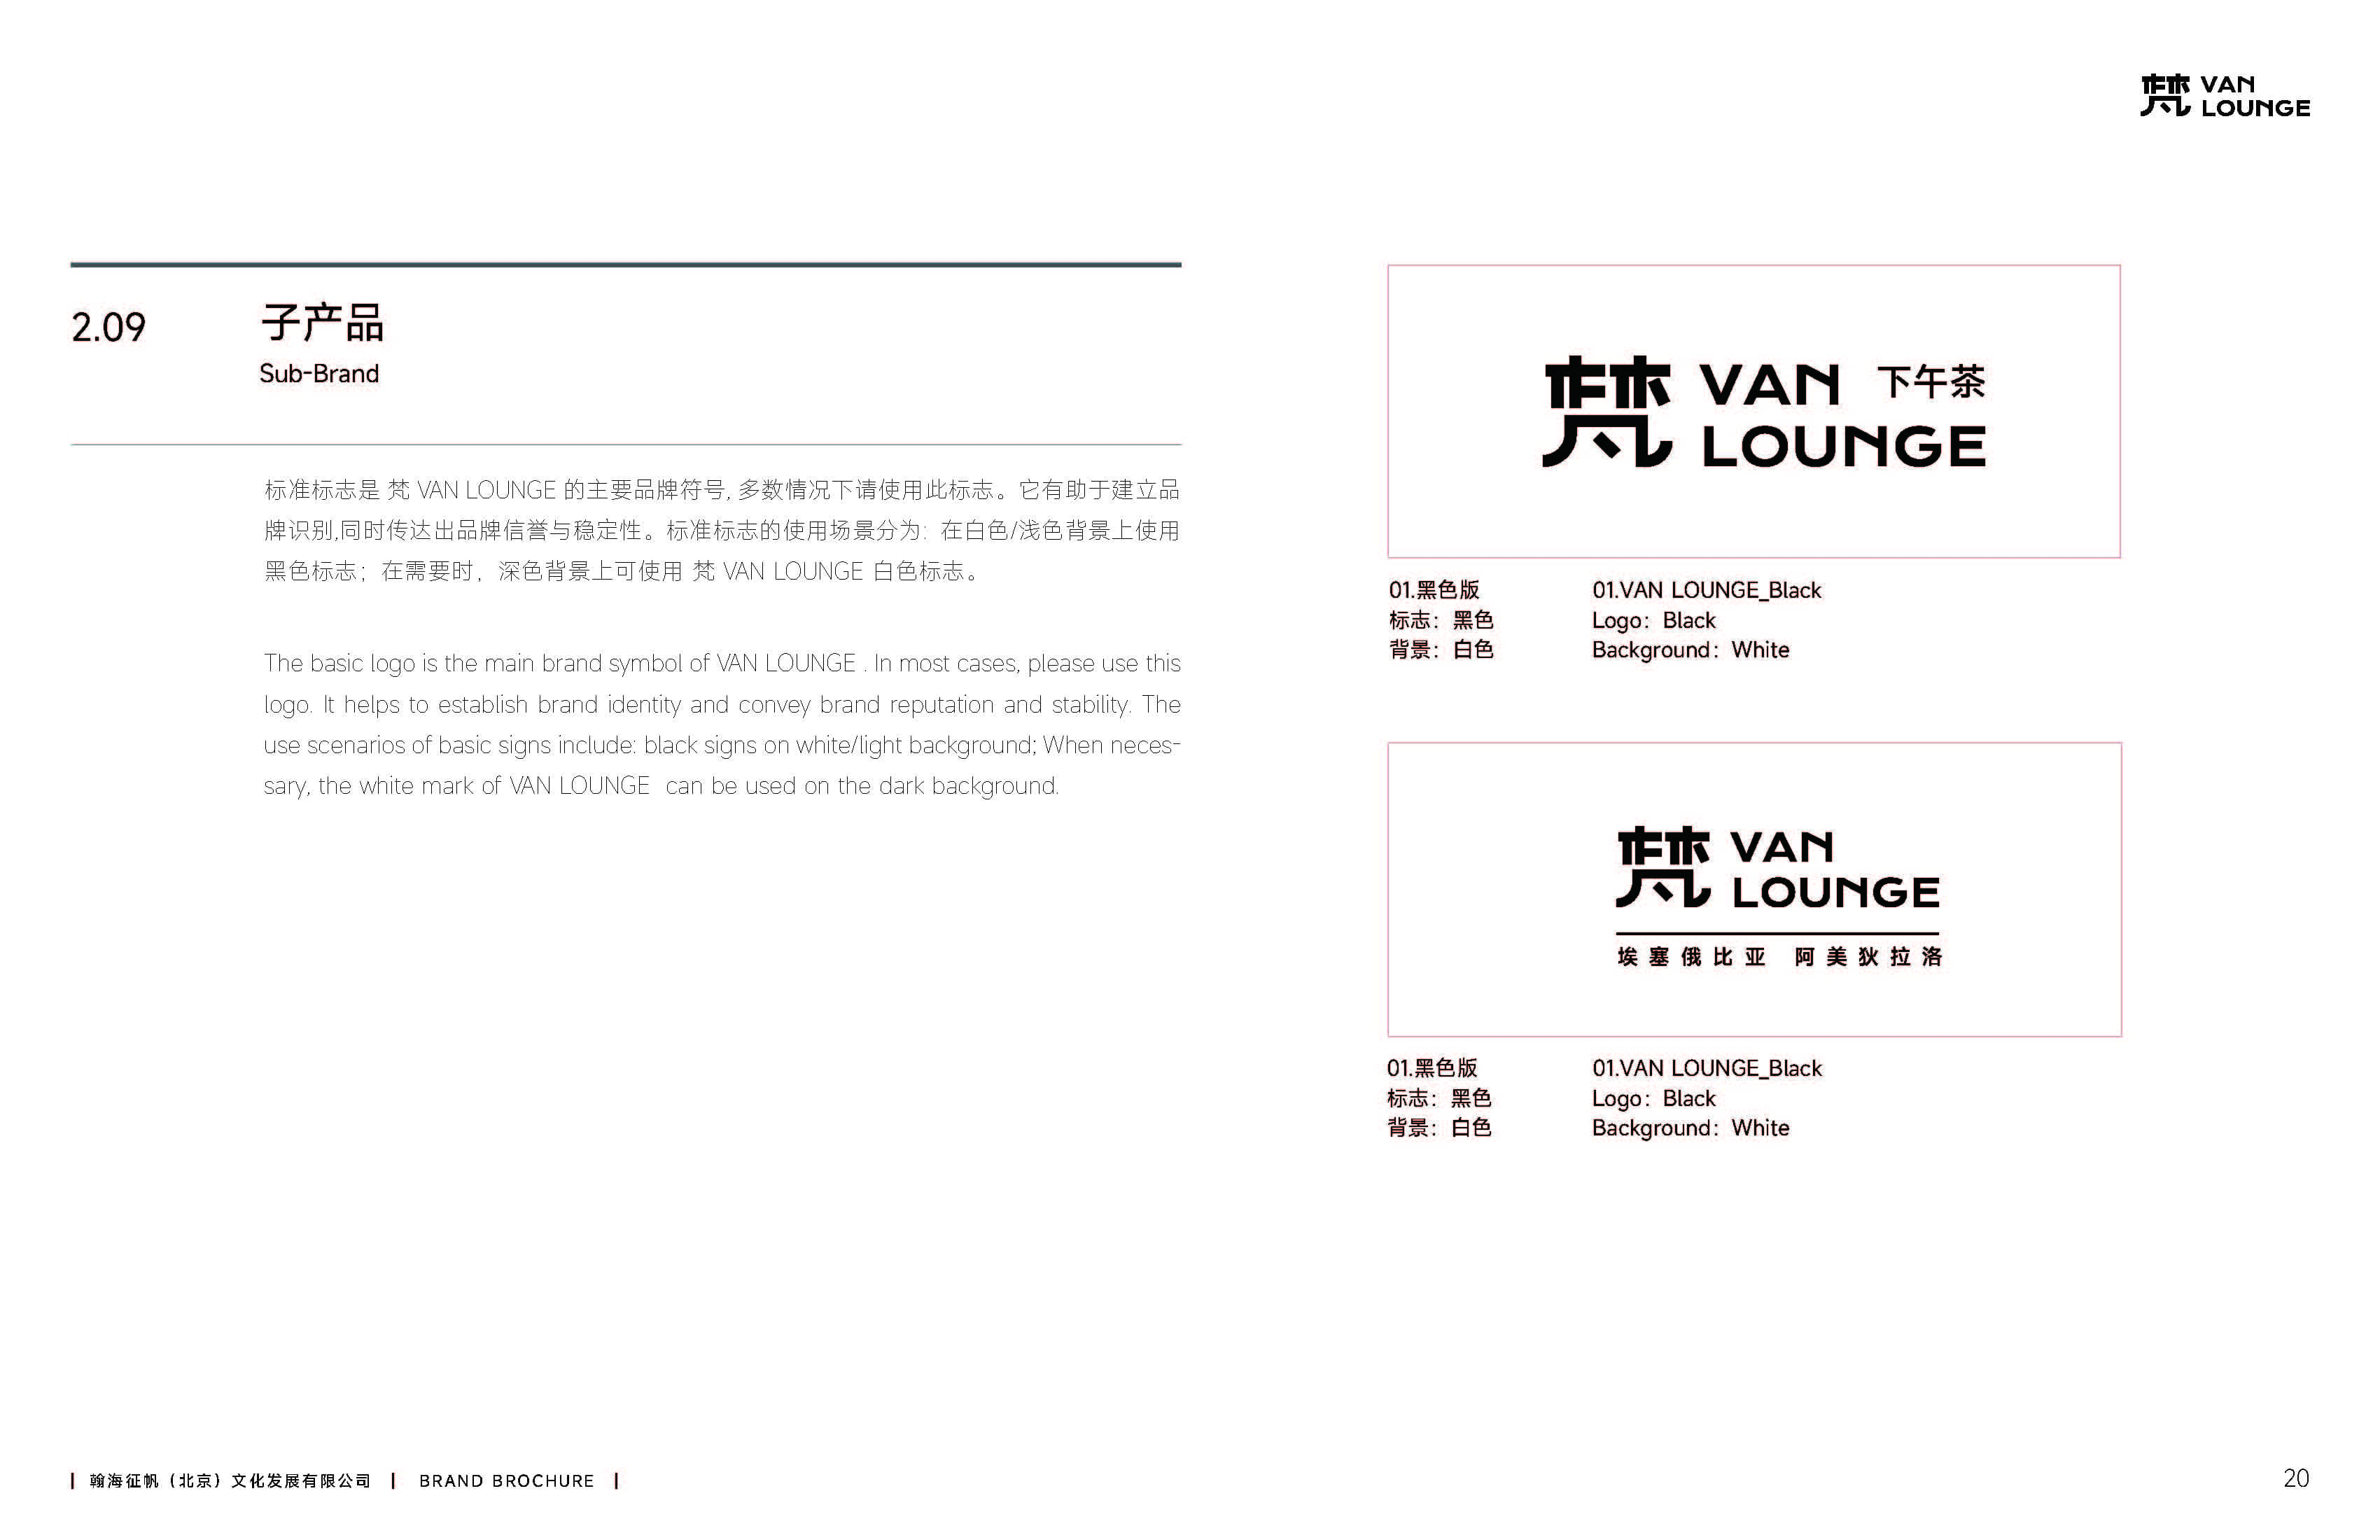 梵 VAN
LOUNGE
2.09
子产品
Sub-Brand
标准标志是 梵 VAN LOUNGE 的主要品牌符号, 多数情况下请使用此标志。它有助于建立品
牌识别,同时传达出品牌信誉与稳定性。标准标志的使用场景分为：在白色/浅色背景上使用
黑色标志；在需要时，深色背景上可使用 梵 VAN LOUNGE 白色标志。
The basic logo is the main brand symbol of VAN LOUNGE . In most cases, please use this
logo. It helps to establish brand identity and convey brand reputation and stability. The
use scenarios of basic signs include: black signs on white/light background; When neces-
sary, the white mark of VAN LOUNGE can be used on the dark background.
梵 VAN 下午茶
LOUNGE
01.黑色版
标志：黑色
背景：白色
01.VAN LOUNGE_Black
Logo：Black
Background：White
梵 VAN
LOUNGE
埃塞俄比亚 阿美狄拉洛
01.黑色版
标志：黑色
背景：白色
01.VAN LOUNGE_Black
Logo：Black
Background：White
| 翰海征帆（北京）文化发展有限公司 | BRAND BROCHURE |
20